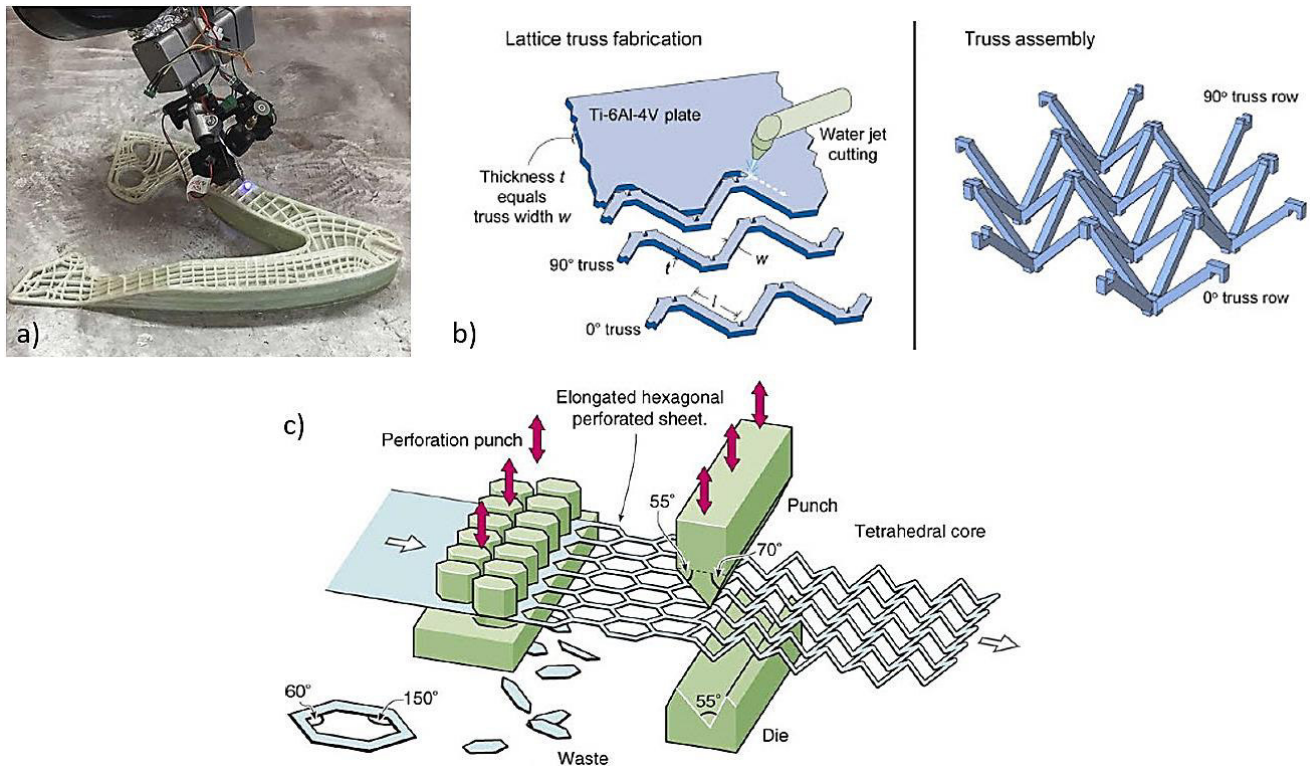 a)
b)
Lattice truss fabrication
Ti-6Al-4V plate
Water jet
cutting
Thickness t
equals
truss width w
90° truss
t
w
l
0° truss
Truss assembly
90° truss row
0° truss row
c)
Elongated hexagonal
perforated sheet.
Perforation punch
55°
70°
Punch
Tetrahedral core
60°
150°
Waste
55°
Die